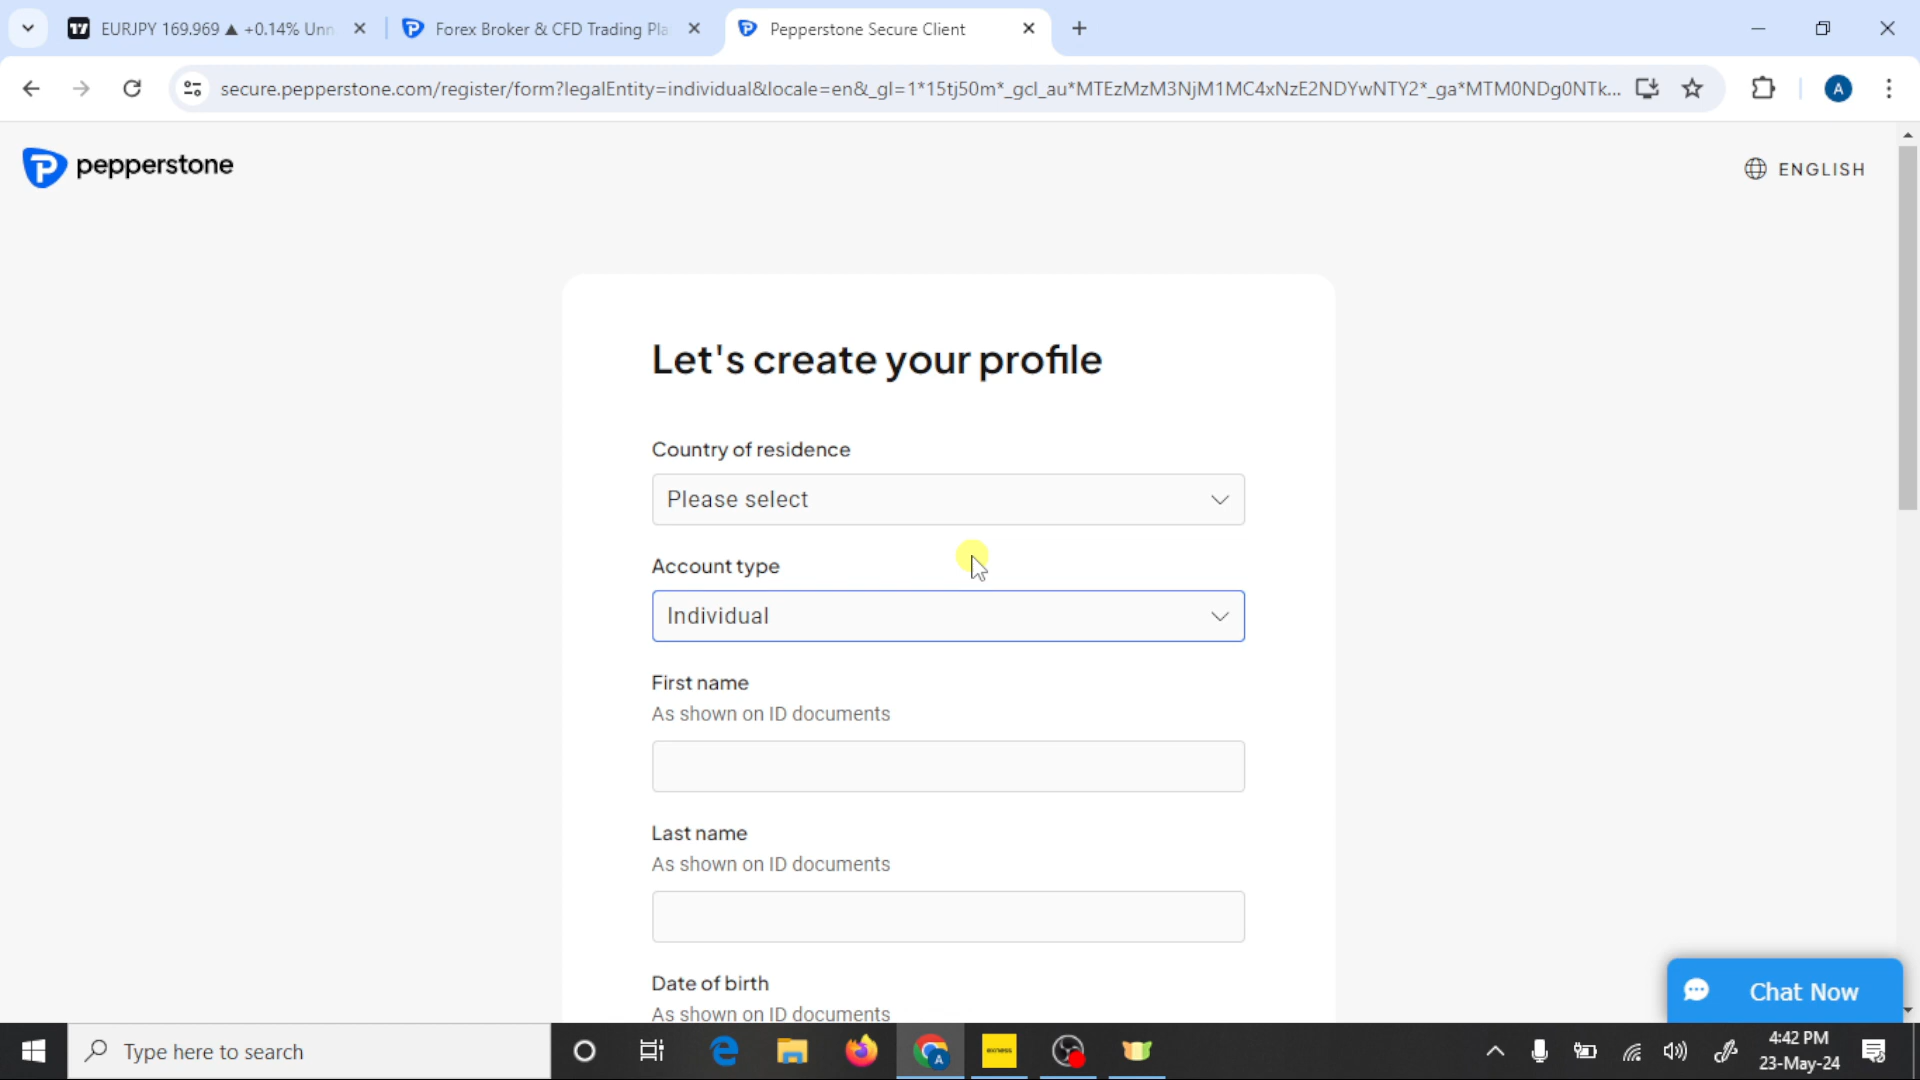 EURJPY 169.969 ▲ +0.14% Unn
Forex Broker & CFD Trading Pla
Pepperstone Secure Client
secure.pepperstone.com/register/form?legalEntity=individual&locale=en&_gl=1*15tj50m*_gcl_au*MTEzMzM3NjM1MC4xNzE2NDYwNTY2*_ga*MTM0NDg0NTk...
A
pepperstone
ENGLISH
Let's create your profile
Country of residence
Please select
Account type
Individual
First name
As shown on ID documents
Last name
As shown on ID documents
Date of birth
As shown on ID documents
Chat Now
Type here to search
A
exness
4:42 PM
23-May-24